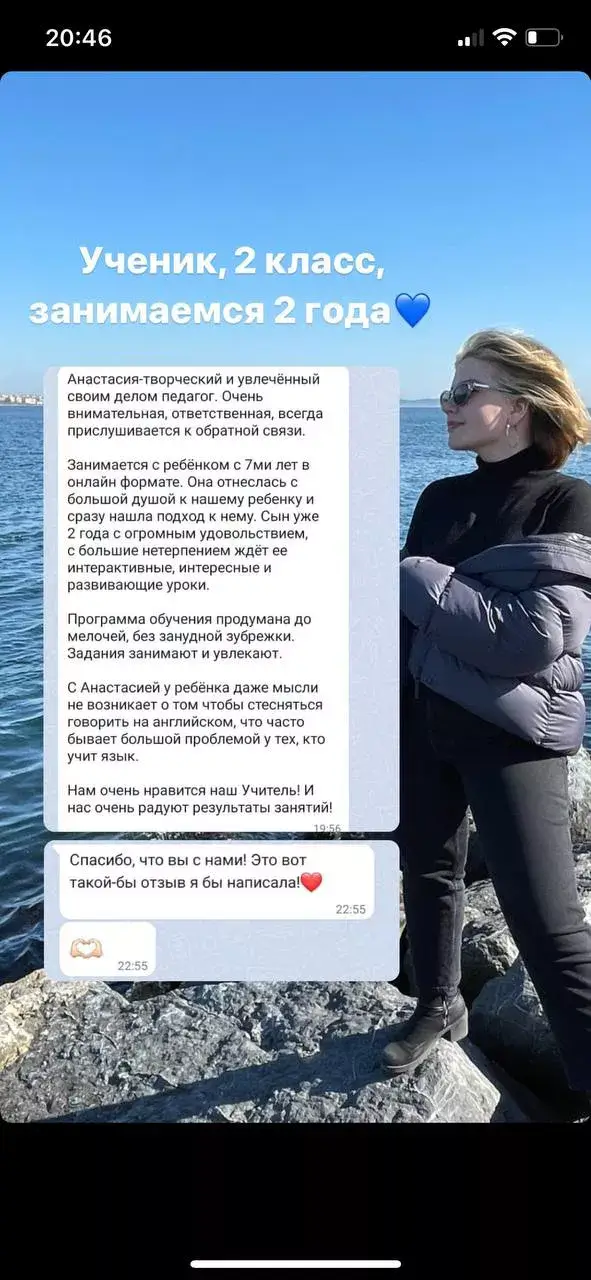 20:46
Ученик, 2 класс,
занимаемся 2 года💙
Анастасия-творческий и увлечённый
своим делом педагог. Очень
внимательная, ответственная, всегда
прислушивается к обратной связи.
Занимается с ребёнком с 7ми лет в
онлайн формате. Она отнеслась с
большой душой к нашему ребенку и
сразу нашла подход к нему. Сын уже
2 года с огромным удовольствием,
с большие нетерпением ждёт ее
интерактивные, интересные и
развивающие уроки.
Программа обучения продумана до
мелочей, без занудной зубрежки.
Задания занимают и увлекают.
С Анастасией у ребёнка даже мысли
не возникает о том чтобы стесняться
говорить на английском, что часто
бывает большой проблемой у тех, кто
учит язык.
Нам очень нравится наш Учитель! И
нас очень радуют результаты занятий!
19:56
Спасибо, что вы с нами! Это вот
такой-бы отзыв я бы написала!❤️
22:55
🫶🏻
22:55